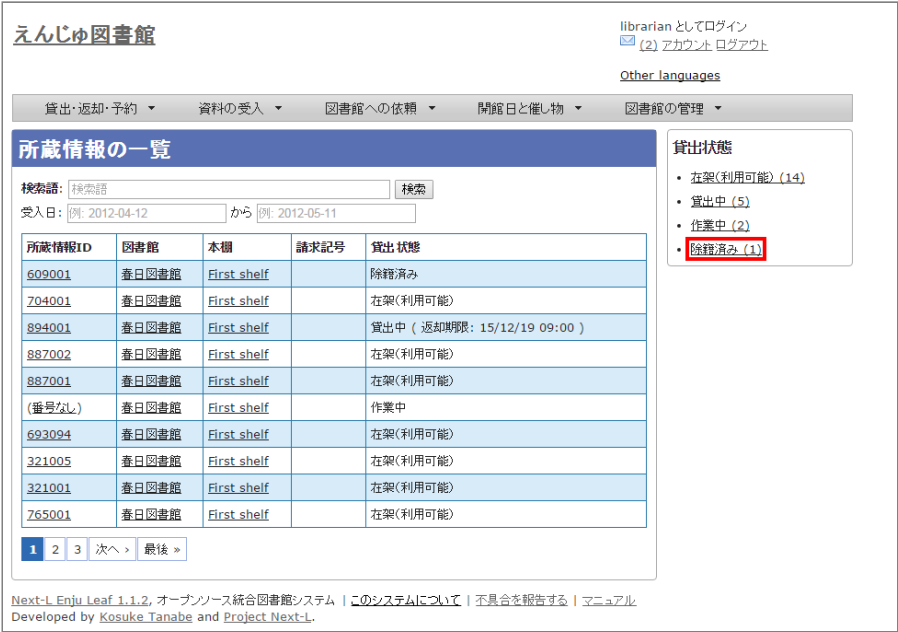 えんじゅ図書館
librarian としてログイン
(2) アカウント ログアウト
Other languages
貸出・返却・予約 ▼ 資料の受入 ▼ 図書館への依頼 ▼ 開館日と催し物 ▼ 図書館の管理 ▼
所蔵情報の一覧
検索語: 検索語 検索
受入日: 例: 2012-04-12 から 例: 2012-05-11
所蔵情報ID 図書館 本棚 請求記号 貸出状態
609001 春日図書館 First shelf 除籍済み
704001 春日図書館 First shelf 在架(利用可能)
894001 春日図書館 First shelf 貸出中 ( 返却期限: 15/12/19 09:00 )
887002 春日図書館 First shelf 在架(利用可能)
887001 春日図書館 First shelf 在架(利用可能)
(番号なし) 春日図書館 First shelf 作業中
693094 春日図書館 First shelf 在架(利用可能)
321005 春日図書館 First shelf 在架(利用可能)
321001 春日図書館 First shelf 在架(利用可能)
765001 春日図書館 First shelf 在架(利用可能)
1 2 3 次へ › 最後 »
貸出状態
• 在架(利用可能) (14)
• 貸出中 (5)
• 作業中 (2)
• 除籍済み (1)
Next-L Enju Leaf 1.1.2, オープンソース統合図書館システム | このシステムについて | 不具合を報告する | マニュアル
Developed by Kosuke Tanabe and Project Next-L.